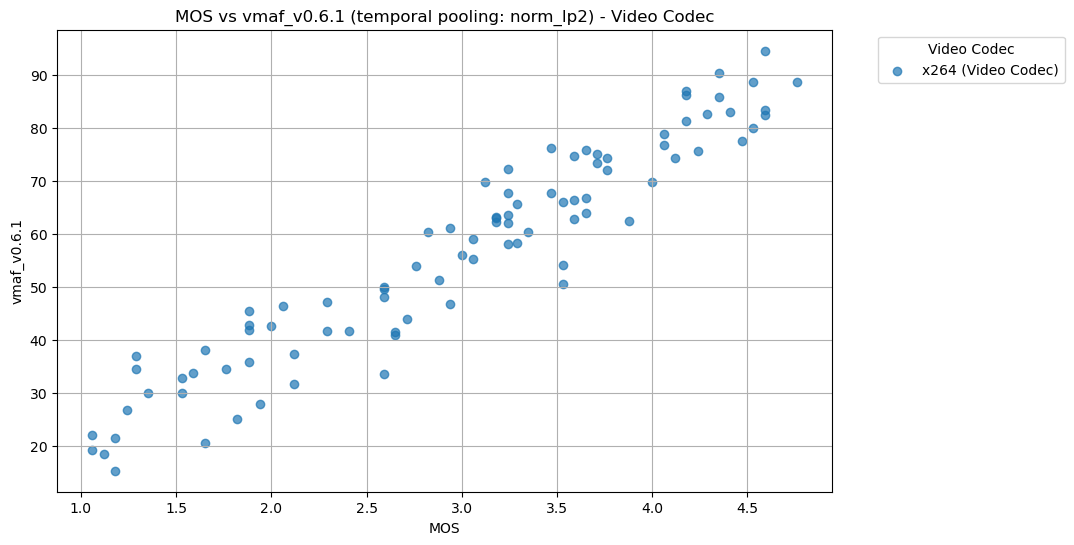 MOS vs vmaf_v0.6.1 (temporal pooling: norm_lp2) - Video Codec
Video Codec
x264 (Video Codec)
vmaf_v0.6.1
90
80
70
60
50
40
30
20
1.0 1.5 2.0 2.5 3.0 3.5 4.0 4.5
MOS